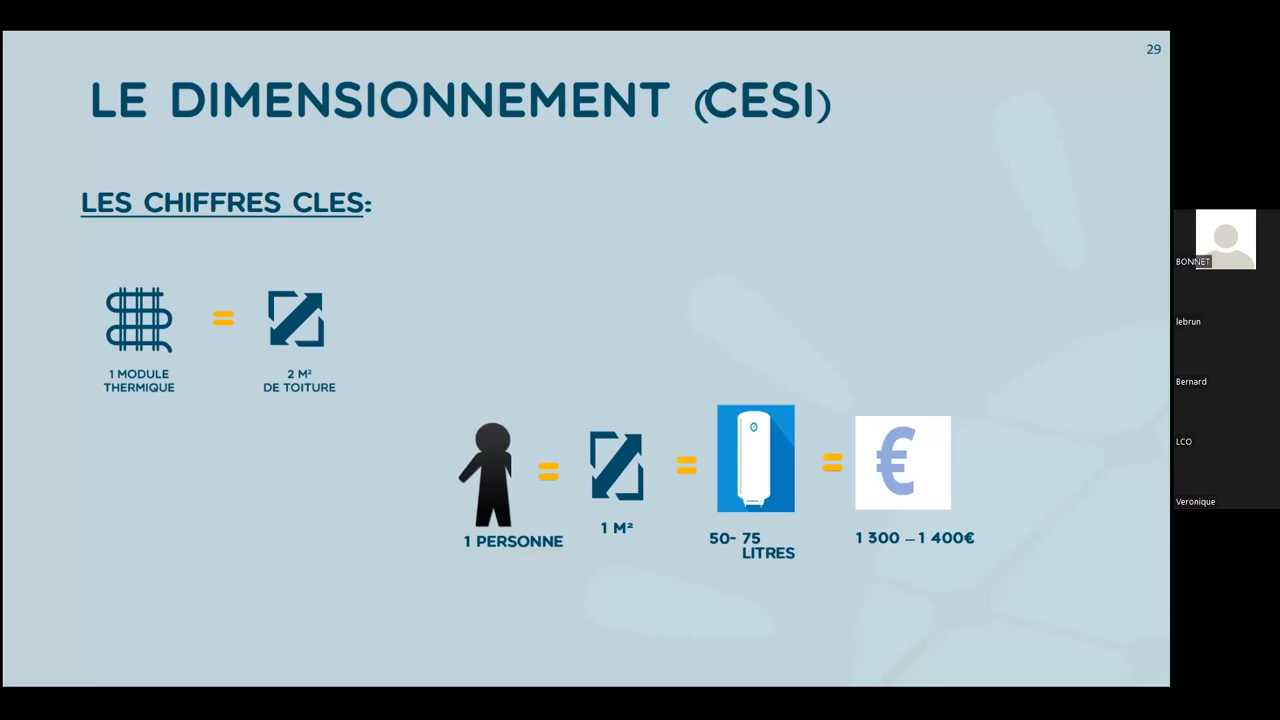 29
LE DIMENSIONNEMENT (CESI)
LES CHIFFRES CLES:
1 MODULE
THERMIQUE
=
2 M²
DE TOITURE
1 PERSONNE
=
1 M²
=
50- 75
LITRES
=
€
1 300 – 1 400€
BONNET
lebrun
Bernard
LCO
Veronique